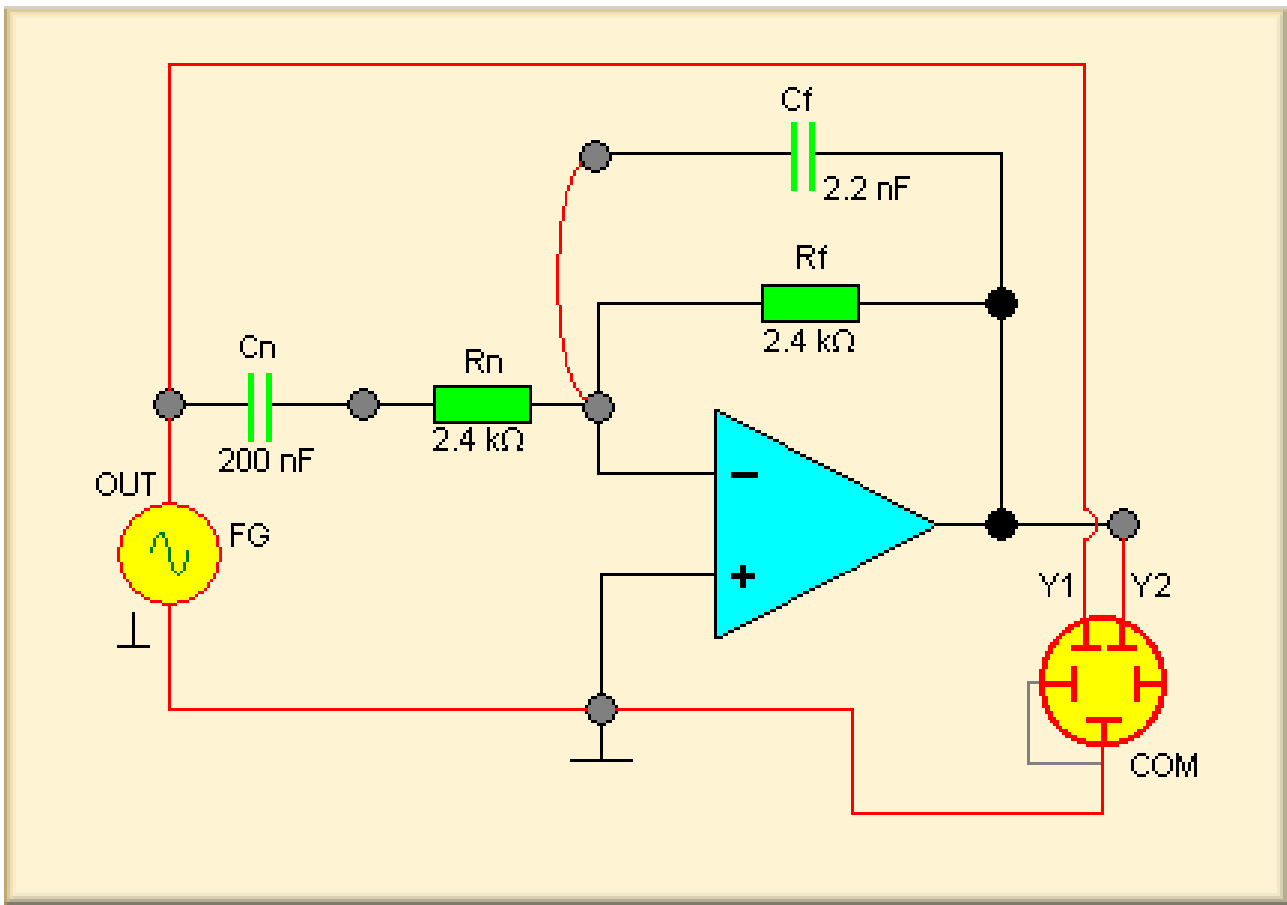 Cf
2.2 nF
Rf
2.4 kΩ
Cn
200 nF
Rn
2.4 kΩ
OUT
FG
−
+
Y1
Y2
COM